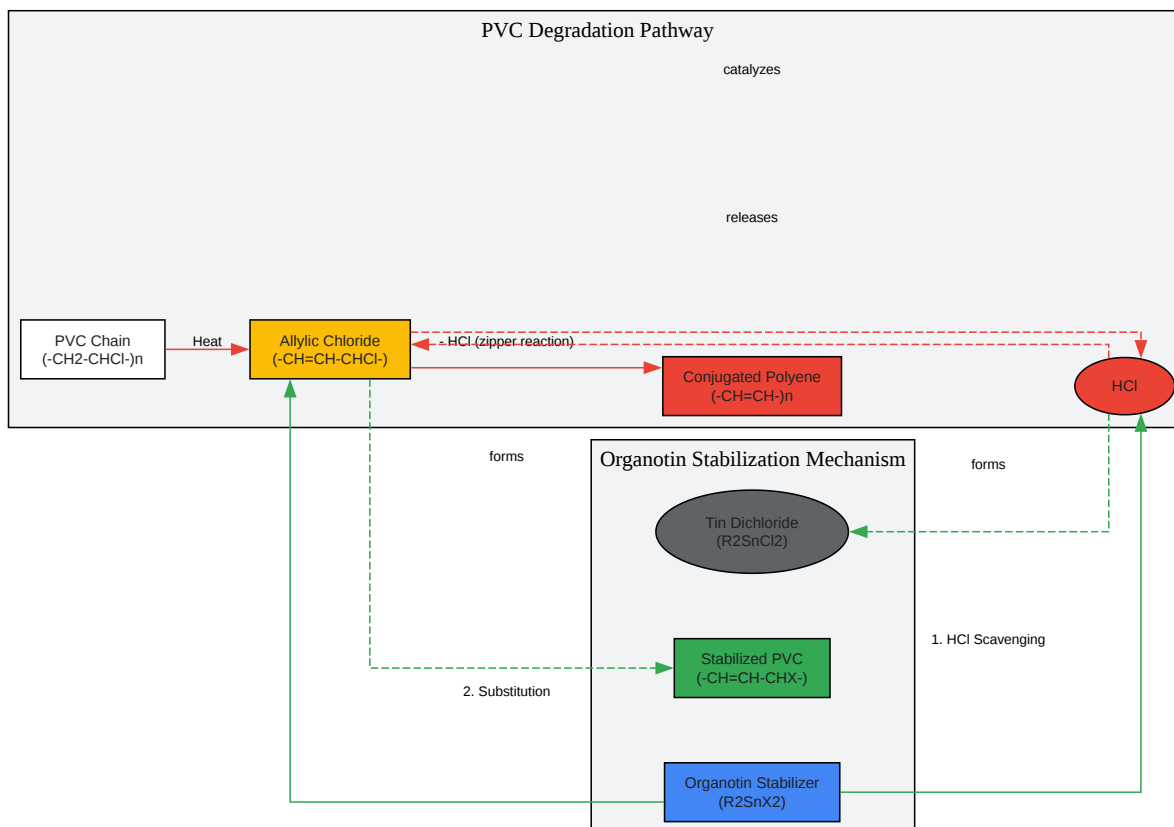 PVC Degradation Pathway
catalyzes
releases
PVC Chain
(-CH2-CHCl-)n
Heat
Allylic Chloride
(-CH=CH-CHCl-)
- HCl (zipper reaction)
Conjugated Polyene
(-CH=CH-)n
HCl
forms
forms
Organotin Stabilization Mechanism
Tin Dichloride
(R2SnCl2)
1. HCl Scavenging
Stabilized PVC
(-CH=CH-CHX-)
2. Substitution
Organotin Stabilizer
(R2SnX2)